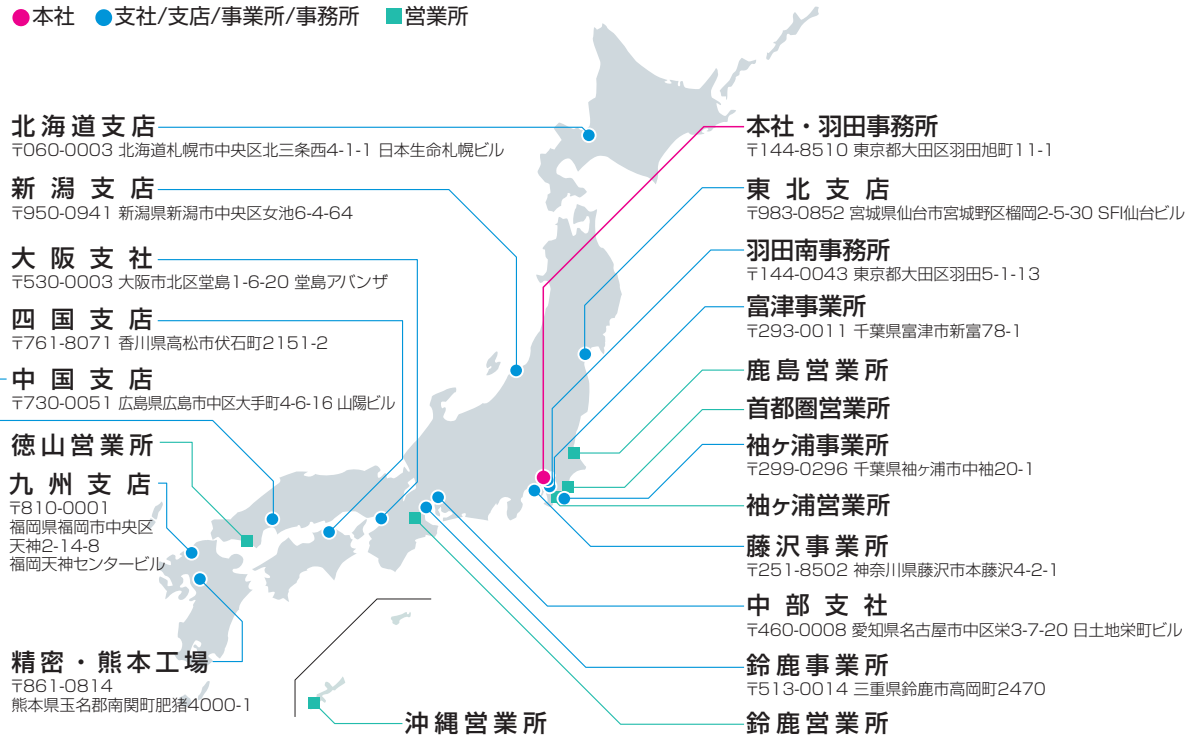 ●本社 ●支社/支店/事業所/事務所 ■営業所
北海道支店
〒060-0003 北海道札幌市中央区北三条西4-1-1 日本生命札幌ビル
新潟支店
〒950-0941 新潟県新潟市中央区女池6-4-64
大阪支社
〒530-0003 大阪市北区堂島1-6-20 堂島アバンザ
四国支店
〒761-8071 香川県高松市伏石町2151-2
中国支店
〒730-0051 広島県広島市中区大手町4-6-16 山陽ビル
徳山営業所
九州支店
〒810-0001
福岡県福岡市中央区
天神2-14-8
福岡天神センタービル
精密・熊本工場
〒861-0814
熊本県玉名郡南関町肥猪4000-1
沖縄営業所
本社・羽田事務所
〒144-8510 東京都大田区羽田旭町11-1
東北支店
〒983-0852 宮城県仙台市宮城野区榴岡2-5-30 SFI仙台ビル
羽田南事務所
〒144-0043 東京都大田区羽田5-1-13
富津事業所
〒293-0011 千葉県富津市新富78-1
鹿島営業所
首都圏営業所
袖ヶ浦事業所
〒299-0296 千葉県袖ヶ浦市中袖20-1
袖ヶ浦営業所
藤沢事業所
〒251-8502 神奈川県藤沢市本藤沢4-2-1
中部支社
〒460-0008 愛知県名古屋市中区栄3-7-20 日土地栄町ビル
鈴鹿事業所
〒513-0014 三重県鈴鹿市高岡町2470
鈴鹿営業所